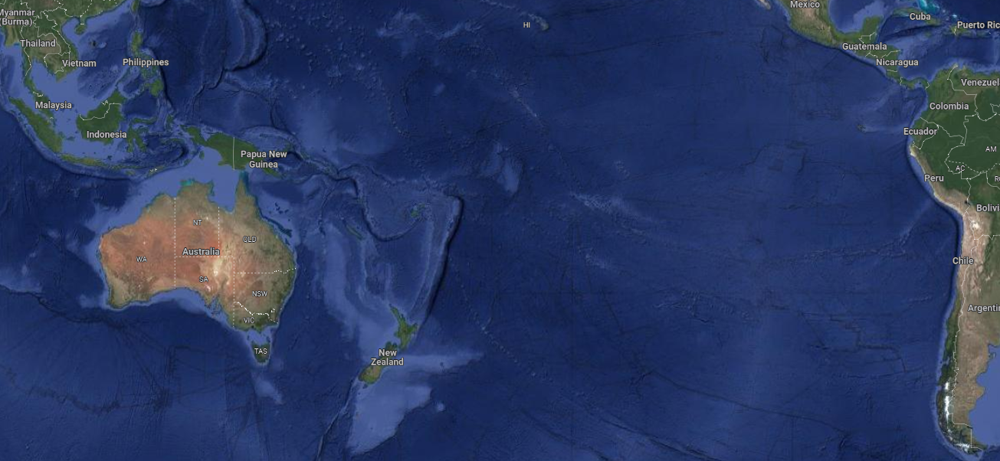 Mexico
Myanmar
(Burma)
Cuba
HI
Puerto Ric
Thailand
Guatemala
Vietnam
Philippines
Nicaragua
Venezuel
Malaysia
Colombia
Indonesia
Ecuador
AM
Papua New
Guinea
AC
Peru
R
Bolivi
NT
QLD
Australia
WA
Chile
SA
NSW
Argentin
VIC
TAS
New
Zealand